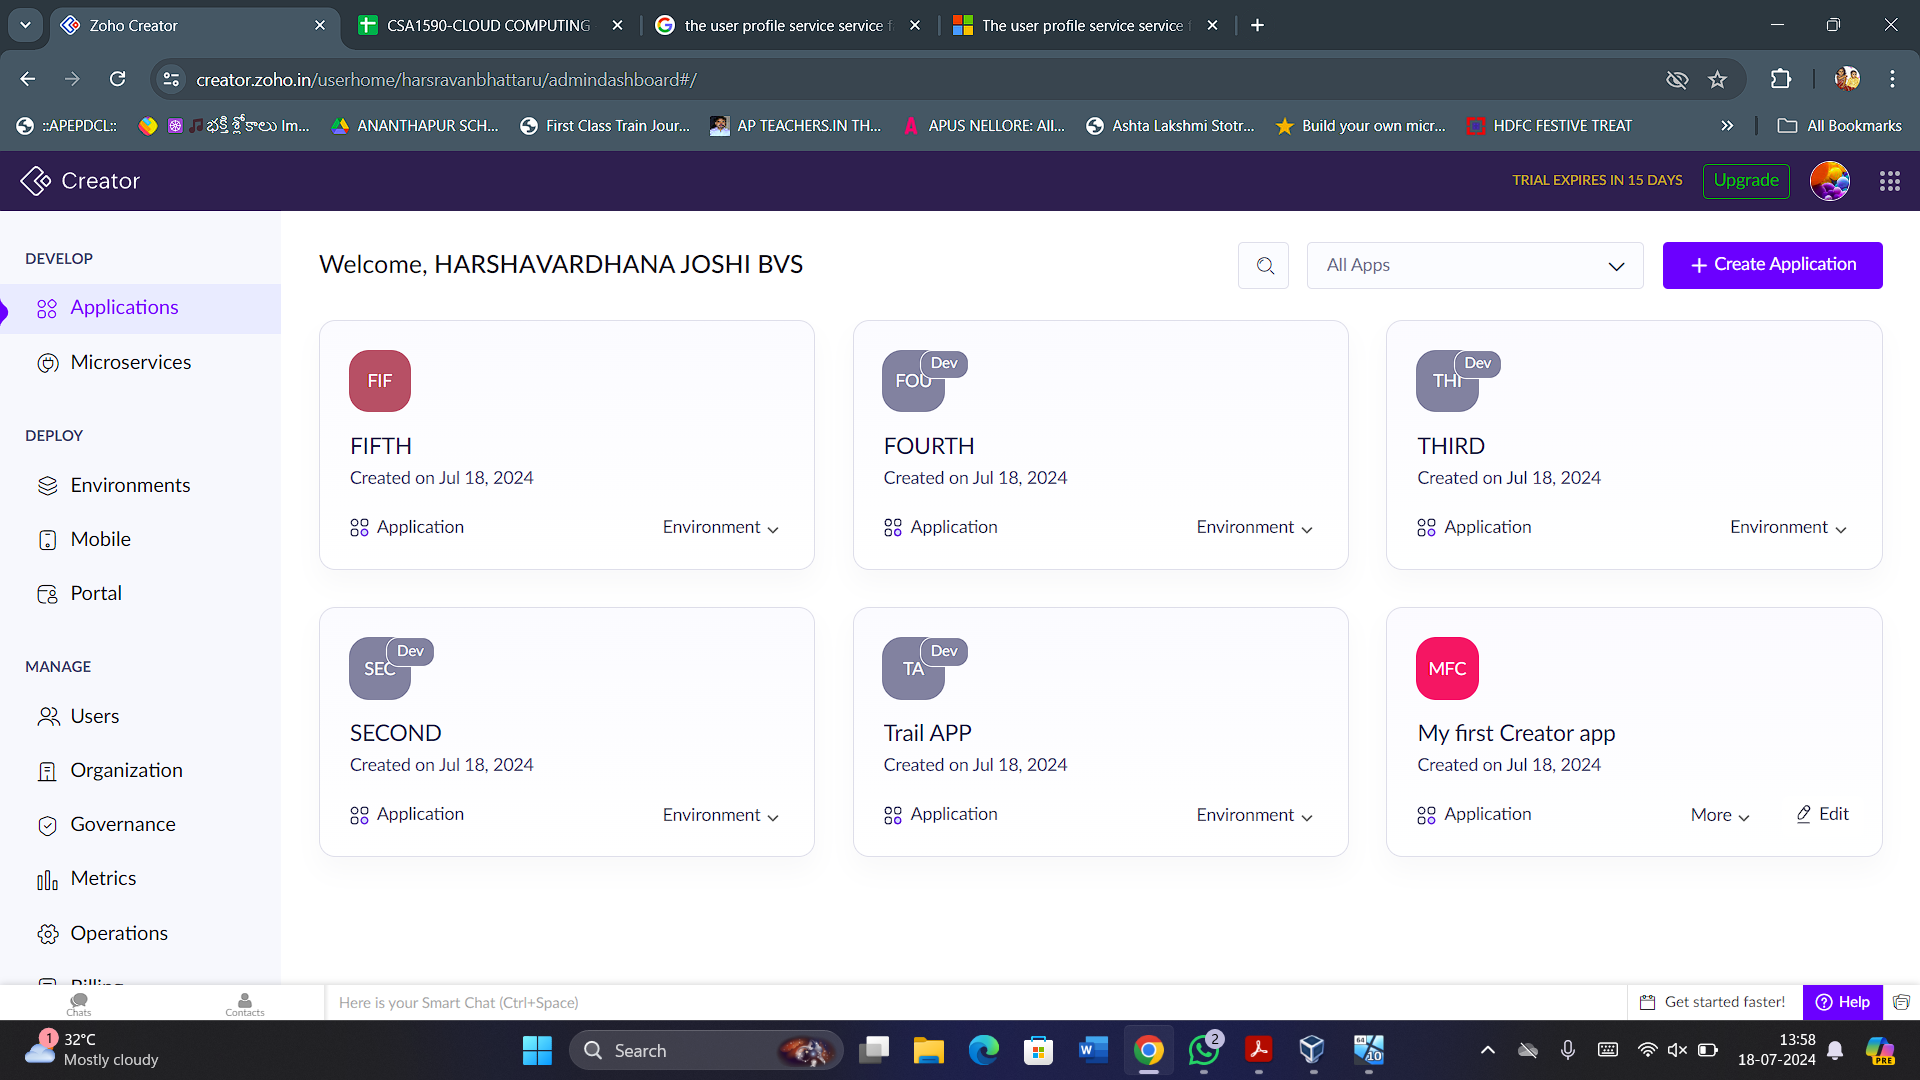 Zoho Creator
CSA1590-CLOUD COMPUTING
the user profile service service f
The user profile service service f
creator.zoho.in/userhome/harsravanbhattaru/admindashboard#/
::APEPDCL::
భక్తి శ్లోకాలు Im...
ANANTHAPUR SCH...
First Class Train Jour...
AP TEACHERS.IN TH...
APUS NELLORE: All...
Ashta Lakshmi Stotr...
Build your own micr...
HDFC FESTIVE TREAT
All Bookmarks
Creator
TRIAL EXPIRES IN 15 DAYS
Upgrade
DEVELOP
Applications
Microservices
DEPLOY
Environments
Mobile
Portal
MANAGE
Users
Organization
Governance
Metrics
Operations
Billing
Welcome, HARSHAVARDHANA JOSHI BVS
All Apps
+ Create Application
FIF
FIFTH
Created on Jul 18, 2024
Application
Environment
FOU
Dev
FOURTH
Created on Jul 18, 2024
Application
Environment
THI
Dev
THIRD
Created on Jul 18, 2024
Application
Environment
SEC
Dev
SECOND
Created on Jul 18, 2024
Application
Environment
TA
Dev
Trail APP
Created on Jul 18, 2024
Application
Environment
MFC
My first Creator app
Created on Jul 18, 2024
Application
More
Edit
Chats
Contacts
Here is your Smart Chat (Ctrl+Space)
Get started faster!
Help
1
32°C
Mostly cloudy
Search
2
64
10
13:58
18-07-2024
PRE